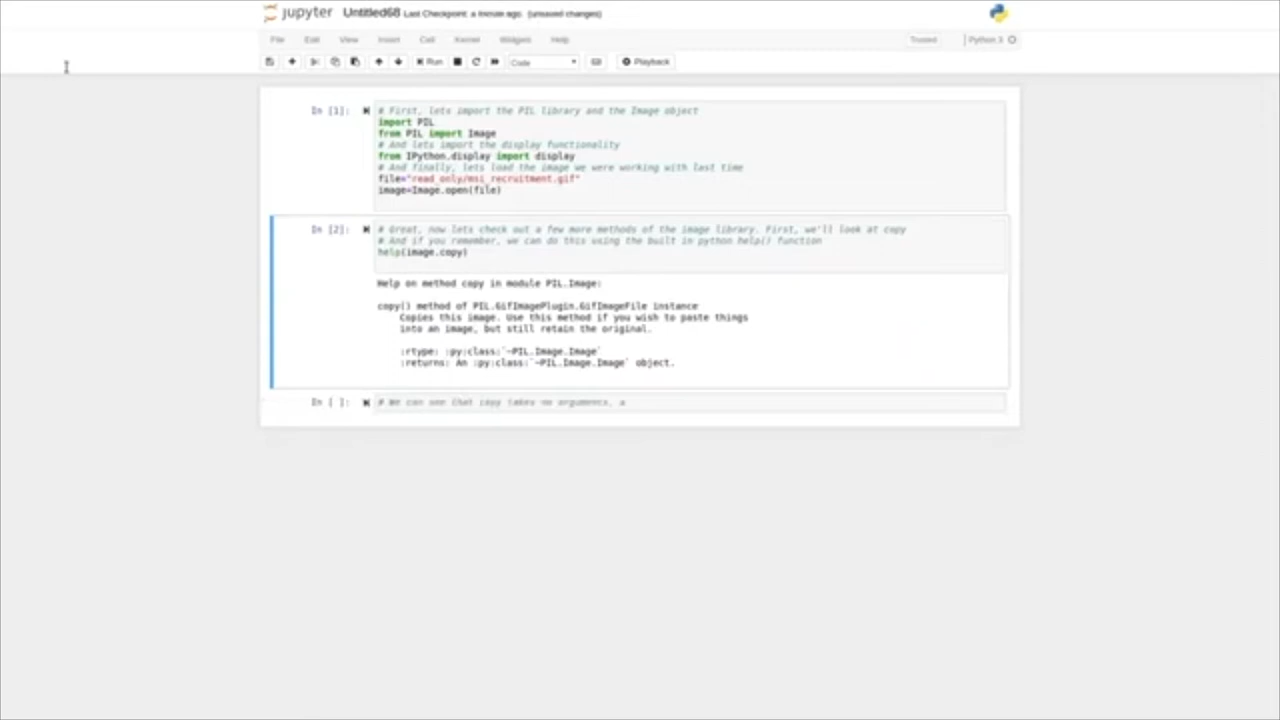 jupyter Untitled68 Last Checkpoint: a minute ago (unsaved changes)
File Edit View Insert Cell Kernel Widgets Help Trusted Python 3
Run Code Playback
In [1]: # First, lets import the PIL library and the Image object
import PIL
from PIL import Image
# And lets import the display functionality
from IPython.display import display
# And finally, lets load the image we were working with last time
file="read_only/msi_recruitment.gif"
image=Image.open(file)
In [2]: # Great, now lets check out a few more methods of the image library. First, we'll look at copy
# And if you remember, we can do this using the built in python help() function
help(image.copy)
Help on method copy in module PIL.Image:
copy() method of PIL.GifImagePlugin.GifImageFile instance
Copies this image. Use this method if you wish to paste things
into an image, but still retain the original.
:rtype: :py:class:`~PIL.Image.Image`
:returns: An :py:class:`~PIL.Image.Image` object.
In [ ]: # We can see that copy takes no arguments, a